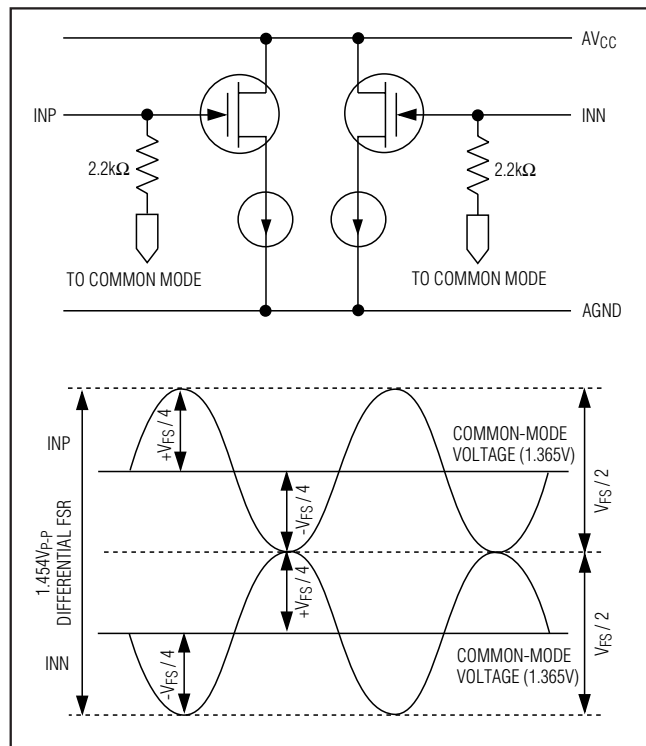 AVCC
INP
INN
2.2kΩ
2.2kΩ
TO COMMON MODE
TO COMMON MODE
AGND
INP
+VFS / 4
COMMON-MODE
VOLTAGE (1.365V)
VFS / 2
-VFS / 4
1.454VP-P
DIFFERENTIAL FSR
+VFS / 4
INN
-VFS / 4
COMMON-MODE
VOLTAGE (1.365V)
VFS / 2